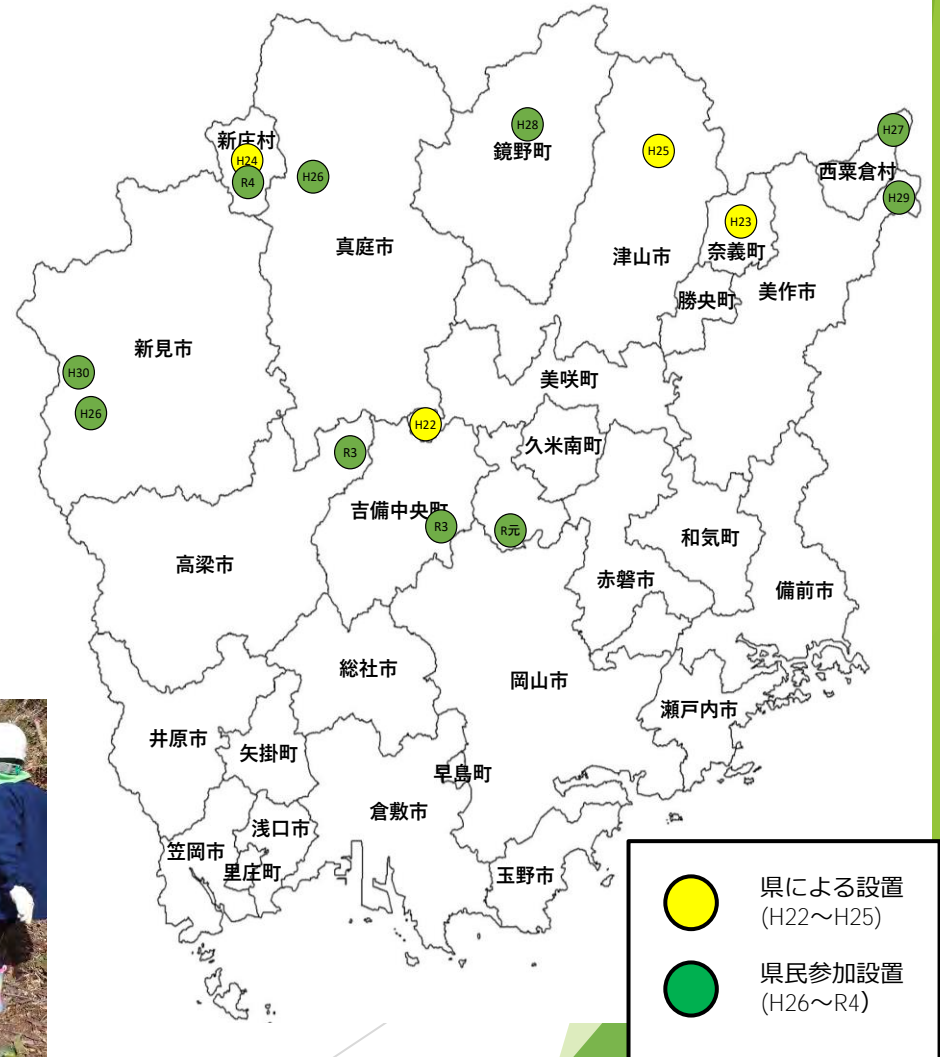 H28
鏡野町
H25
H27
西粟倉村
H29
新庄村
H24
R4
H26
真庭市
津山市
H23
奈義町
勝央町
美作市
新見市
H30
H26
美咲町
H22
久米南町
R3
吉備中央町
R3
R元
和気町
高梁市
赤磐市
備前市
総社市
岡山市
瀬戸内市
井原市
矢掛町
早島町
倉敷市
浅口市
笠岡市
里庄町
玉野市
県による設置
(H22～H25)
県民参加設置
(H26～R4)